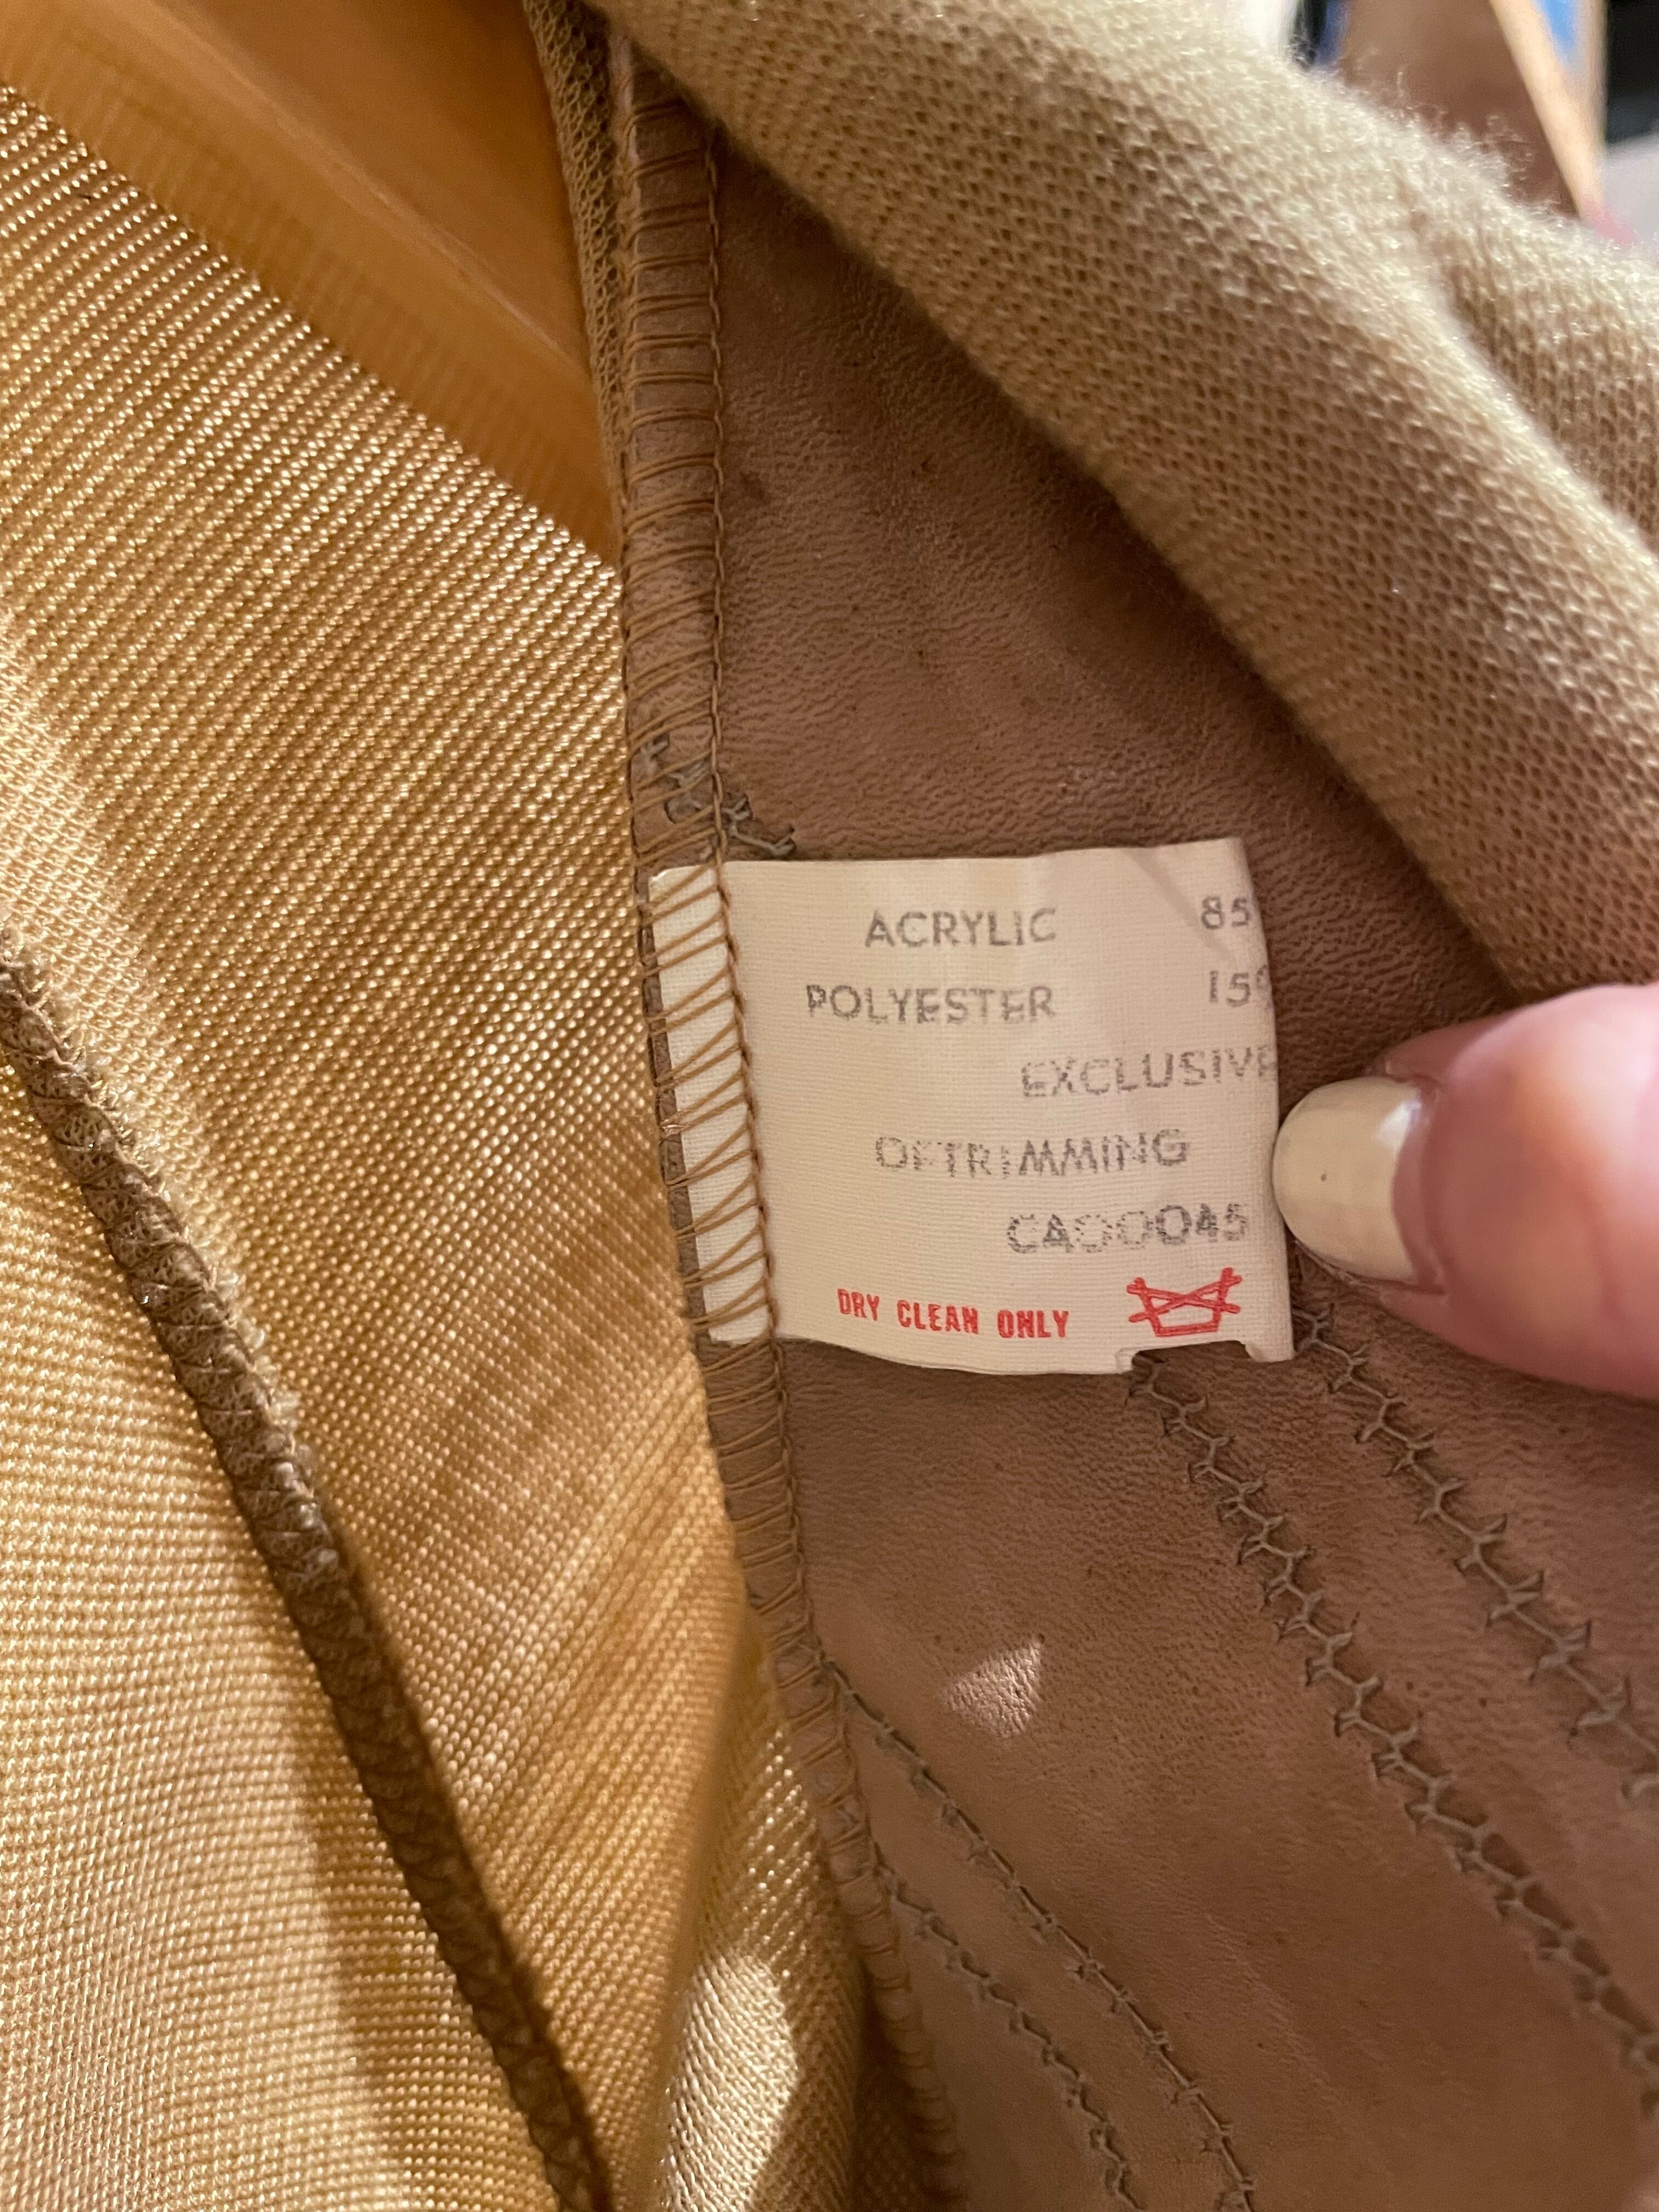 ACRYLIC 85
POLYESTER 15%
EXCLUSIVE
OFTRIMMING
CA00045
DRY CLEAN ONLY